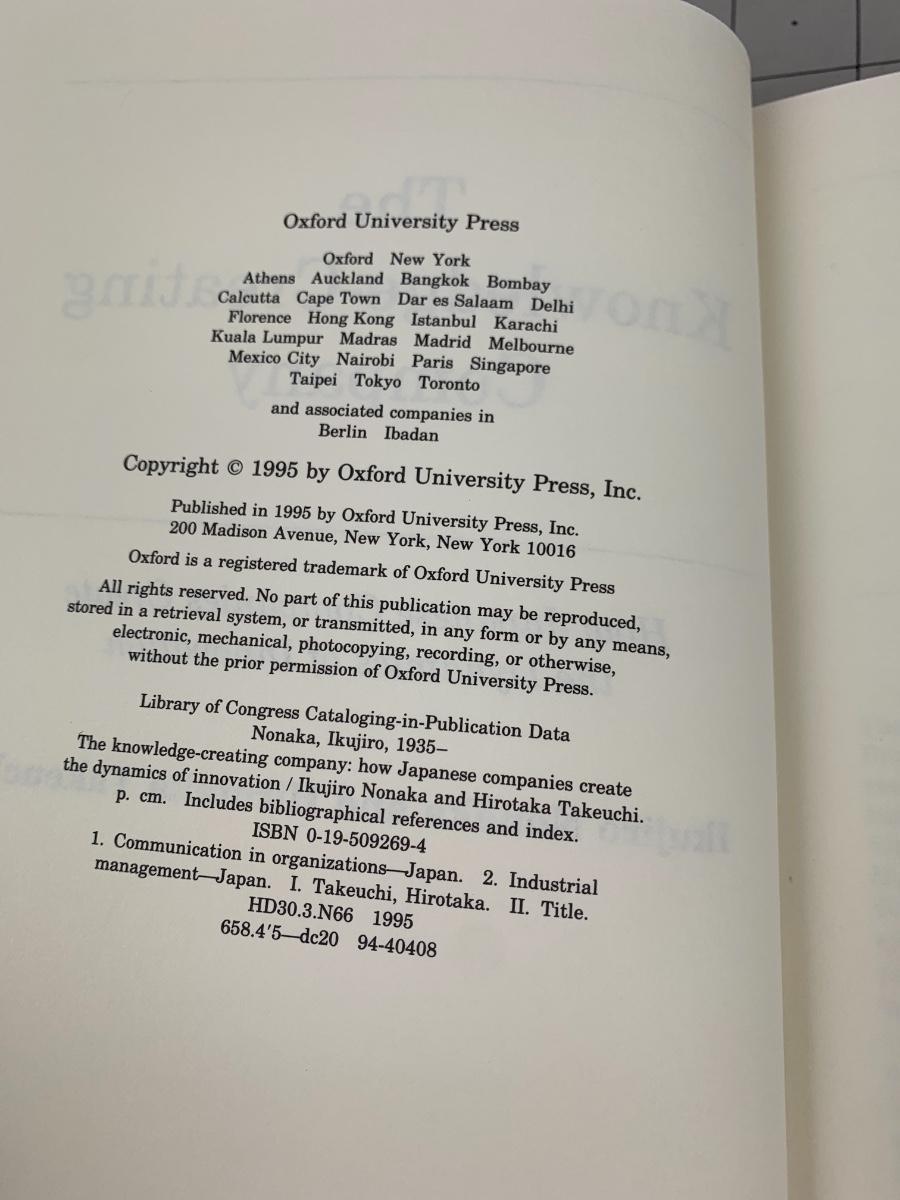 Oxford University Press
Oxford New York
Athens Auckland Bangkok Bombay
Calcutta Cape Town Dar es Salaam Delhi
Florence Hong Kong Istanbul Karachi
Kuala Lumpur Madras Madrid Melbourne
Mexico City Nairobi Paris Singapore
Taipei Tokyo Toronto
and associated companies in
Berlin Ibadan
Copyright © 1995 by Oxford University Press, Inc.
Published in 1995 by Oxford University Press, Inc.
200 Madison Avenue, New York, New York 10016
Oxford is a registered trademark of Oxford University Press
All rights reserved. No part of this publication may be reproduced,
stored in a retrieval system, or transmitted, in any form or by any means,
electronic, mechanical, photocopying, recording, or otherwise,
without the prior permission of Oxford University Press.
Library of Congress Cataloging-in-Publication Data
Nonaka, Ikujiro, 1935–
The knowledge-creating company: how Japanese companies create
the dynamics of innovation / Ikujiro Nonaka and Hirotaka Takeuchi.
p. cm. Includes bibliographical references and index.
ISBN 0-19-509269-4
1. Communication in organizations—Japan. 2. Industrial
management—Japan. I. Takeuchi, Hirotaka. II. Title.
HD30.3.N66 1995
658.4'5—dc20 94-40408